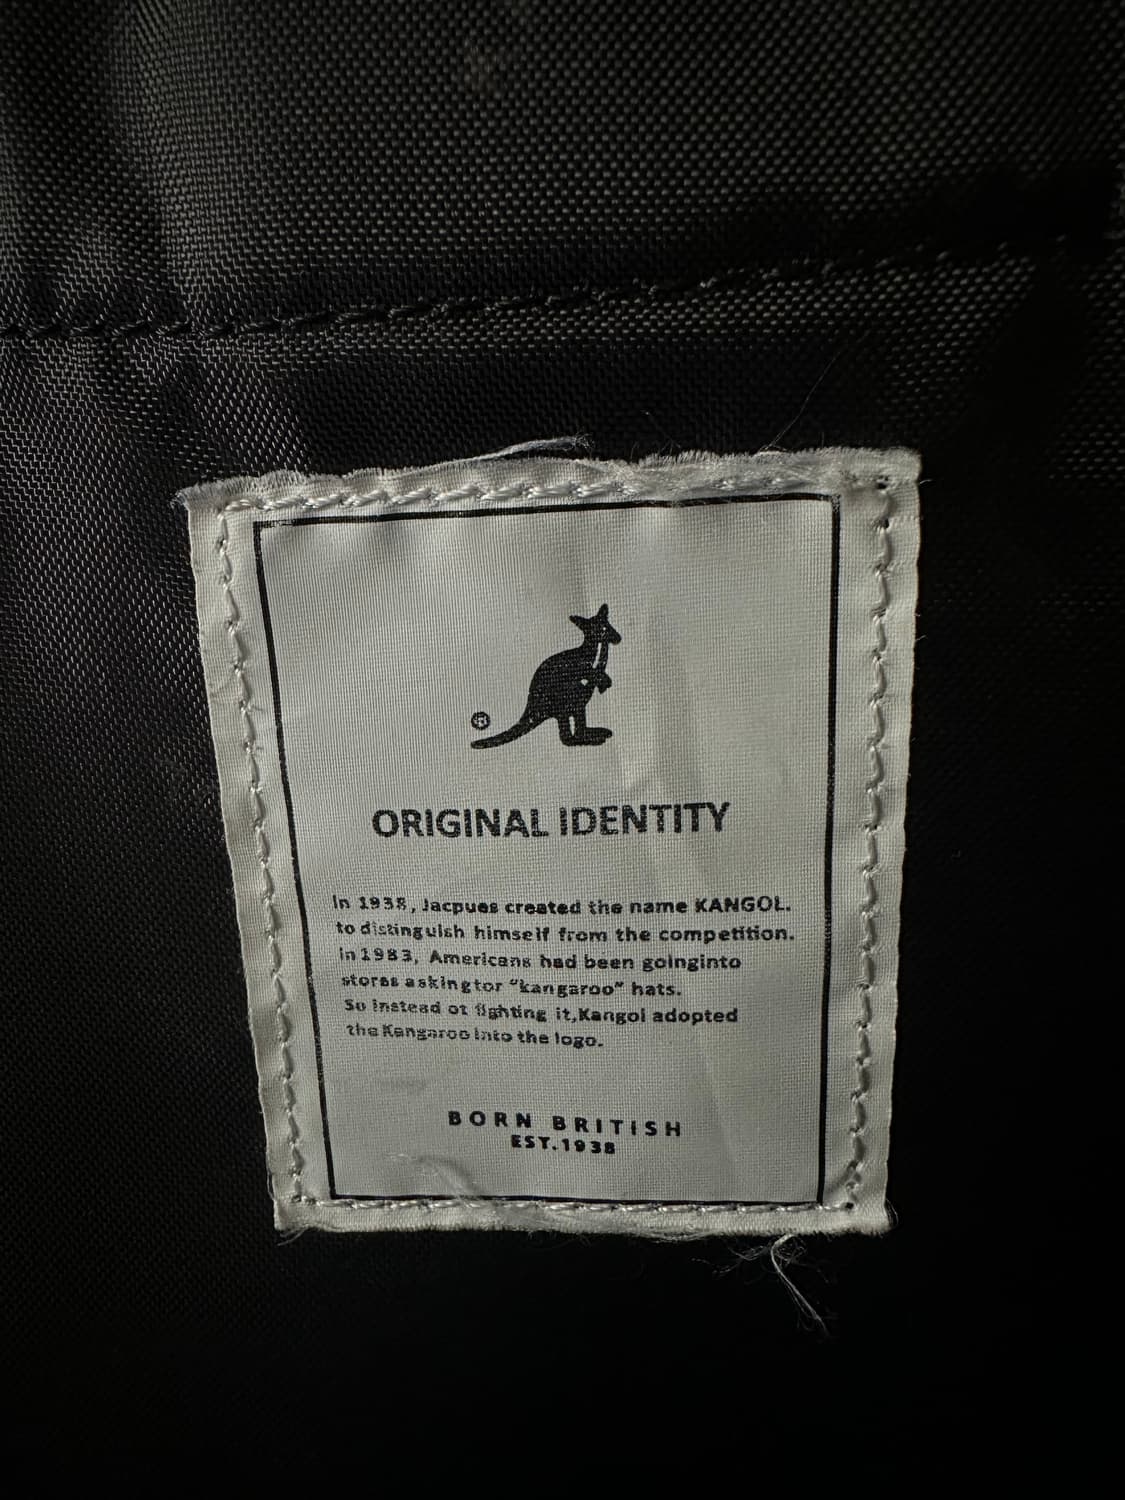 ®
ORIGINAL IDENTITY
In 1938, Jacpues created the name KANGOL.
to distinguish himself from the competition.
in 1983, Americans had been goinginto
stores askingtor "kangaroo" hats.
So instead ot fighting it,Kangol adopted
the Kangaroo into the logo.
BORN BRITISH
EST.1938